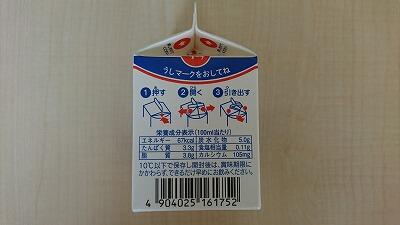 うしマークをおしてね
1 押す 2 開く 3 引き出す
栄養成分表示(100ml当たり)
エネルギー 67kcal 炭水化物 5.0g
たんぱく質 3.3g 食塩相当量 0.11g
脂質 3.8g カルシウム 105mg
10℃以下で保存し開封後は、賞味期限に
かかわらず、できるだけ早めにお飲みください。
4 904025 161752